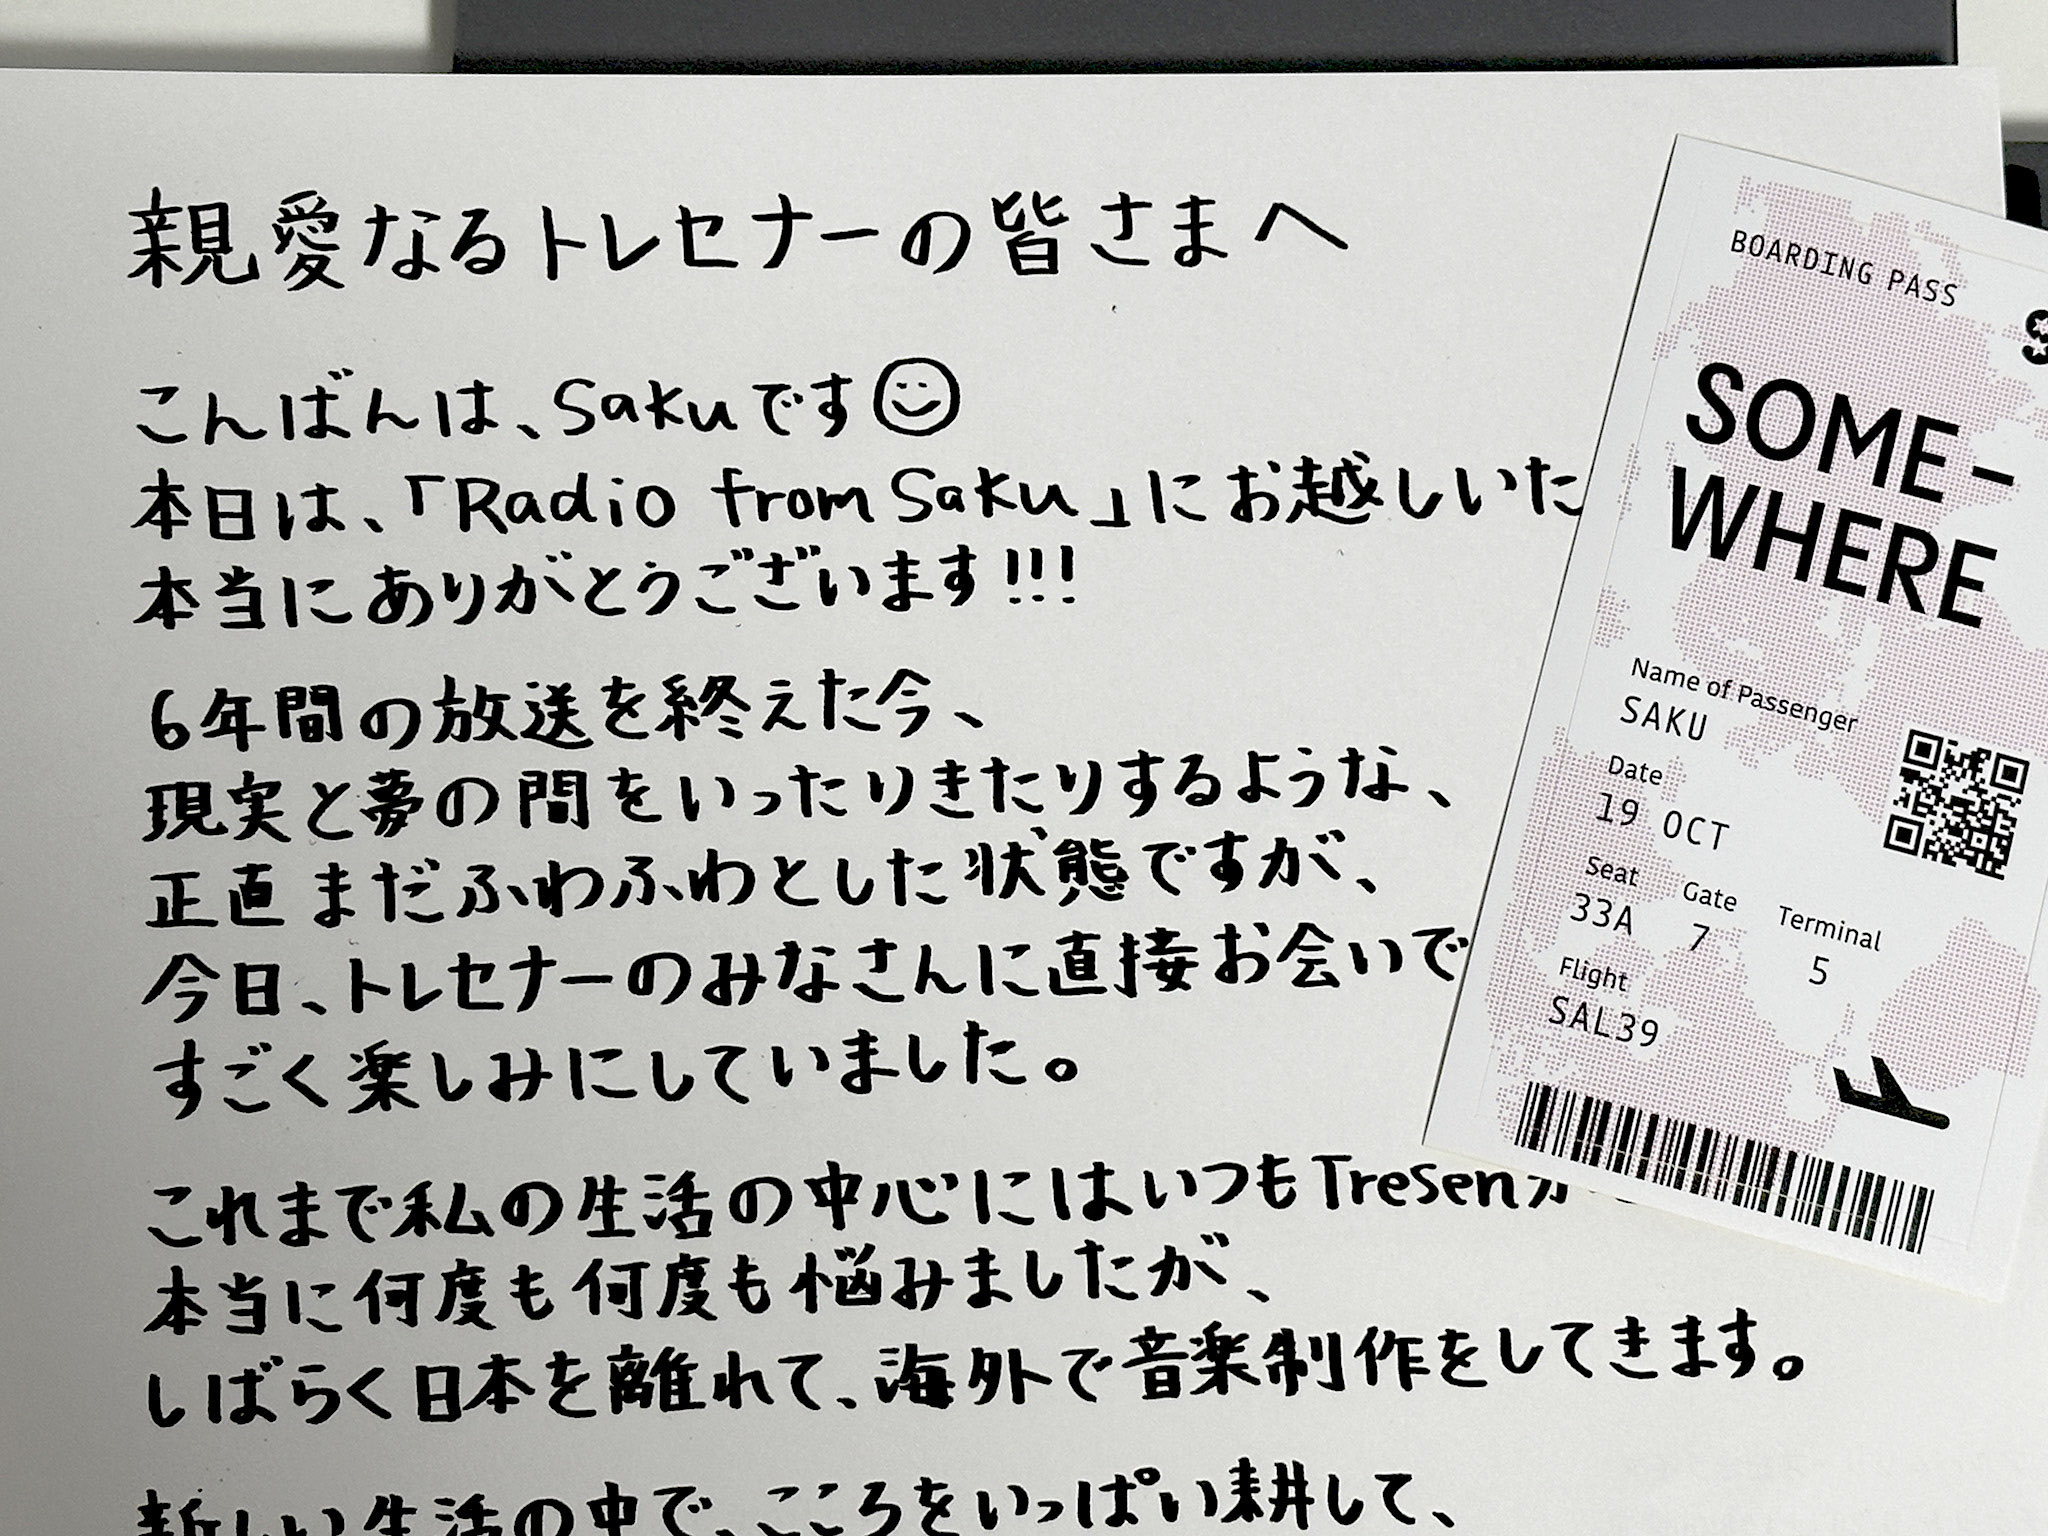 親愛なるトレセナーの皆さまへ
こんばんは、Sakuです
本日は、「Radio from Saku」にお越しいた
本当にありがとうございます!!!
6年間の放送を終えた今、
現実と夢の間をいったりきたりするような、
正直まだふわふわとした状態ですが、
今日、トレセナーのみなさんに直接お会いで
すごく楽しみにしていました。
これまで私の生活の中心にはいつもTresenが
本当に何度も何度も悩みましたが、
しばらく日本を離れて、海外で音楽制作をしてきます。
新しい生活の中で、こころをいっぱい耕して、
BOARDING PASS
SOME-
WHERE
Name of Passenger
SAKU
Date
19 OCT
Seat Gate Terminal
33A 7 5
Flight
SAL39